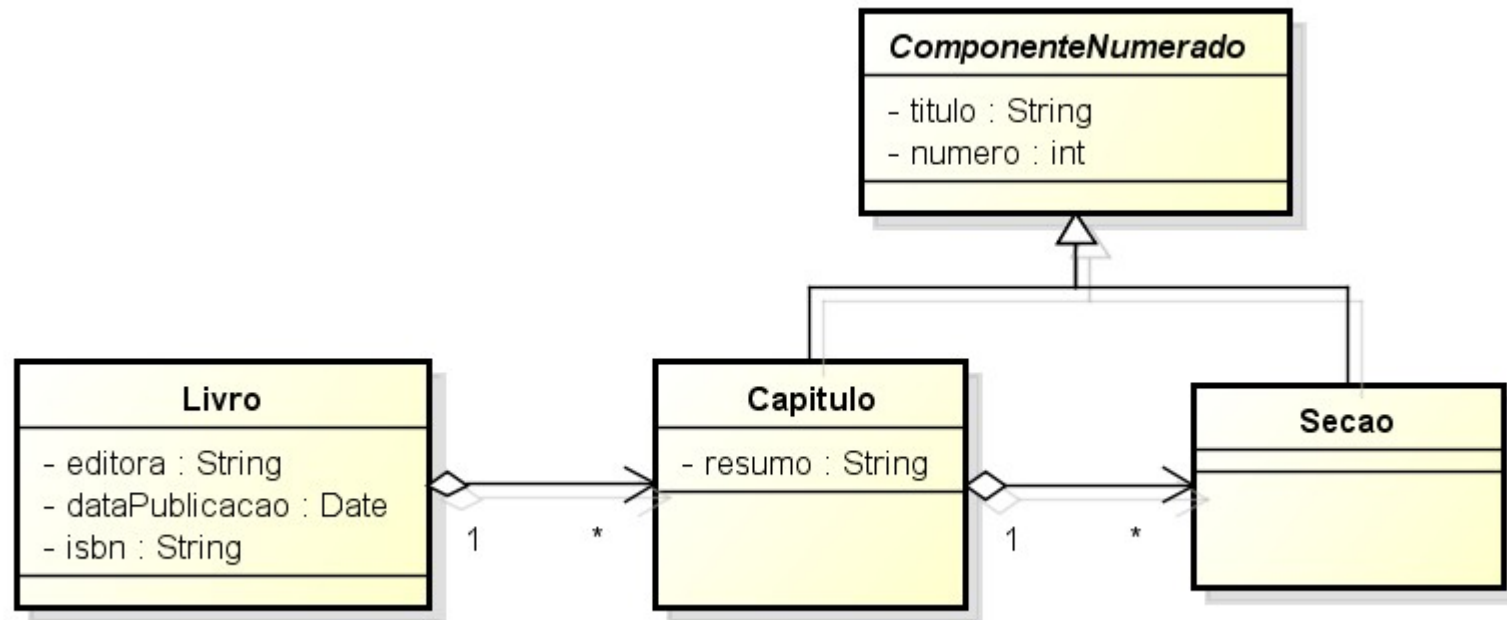 ComponenteNumerado
- titulo : String
- numero : int
Livro
- editora : String
- dataPublicacao : Date
- isbn : String
1
*
Capitulo
- resumo : String
1
*
Secao